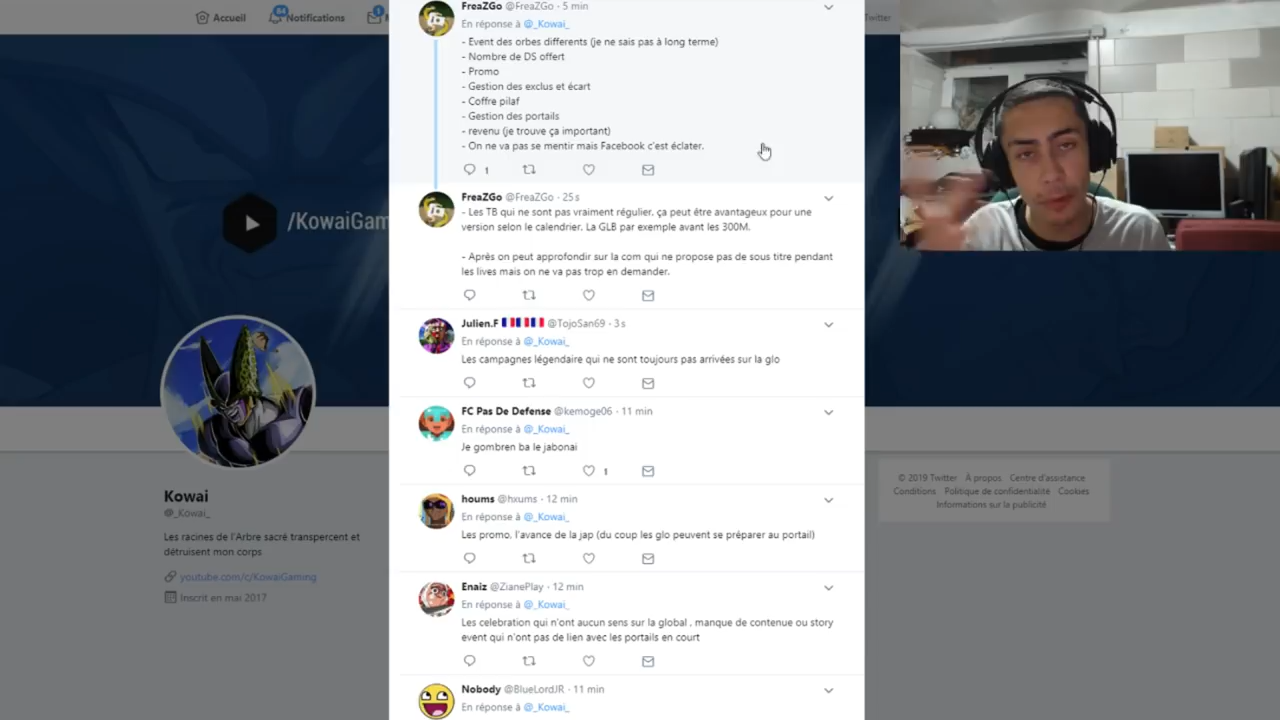 Accueil
64
Notifications
1
M
Twitter
FreaZGo @FreaZGo · 5 min
En réponse à @_Kowai_
- Event des orbes differents (je ne sais pas à long terme)
- Nombre de DS offert
- Promo
- Gestion des exclus et écart
- Coffre pilaf
- Gestion des portails
- revenu (je trouve ça important)
- On ne va pas se mentir mais Facebook c'est éclater.
1
FreaZGo @FreaZGo · 25 s
- Les TB qui ne sont pas vraiment régulier, ça peut être avantageux pour une
version selon le calendrier. La GLB par exemple avant les 300M.
- Après on peut approfondir sur la com qui ne propose pas de sous titre pendant
les lives mais on ne va pas trop en demander.
/KowaiGam
Julien.F @TojoSan69 · 3 s
En réponse à @_Kowai_
Les campagnes légendaire qui ne sont toujours pas arrivées sur la glo
FC Pas De Defense @kemoge06 · 11 min
En réponse à @_Kowai_
Je gombren ba le jabonai
1
houms @hxums · 12 min
En réponse à @_Kowai_
Les promo, l'avance de la jap (du coup les glo peuvent se préparer au portail)
Enaiz @ZianePlay · 12 min
En réponse à @_Kowai_
Les celebration qui n'ont aucun sens sur la global , manque de contenue ou story
event qui n'ont pas de lien avec les portails en court
Nobody @BlueLordJR · 11 min
En réponse à @_Kowai_
Kowai
@_Kowai_
Les racines de l'Arbre sacré transpercent et
détruisent mon corps
youtube.com/c/KowaiGaming
Inscrit en mai 2017
© 2019 Twitter À propos Centre d'assistance
Conditions Politique de confidentialité Cookies
Informations sur la publicité